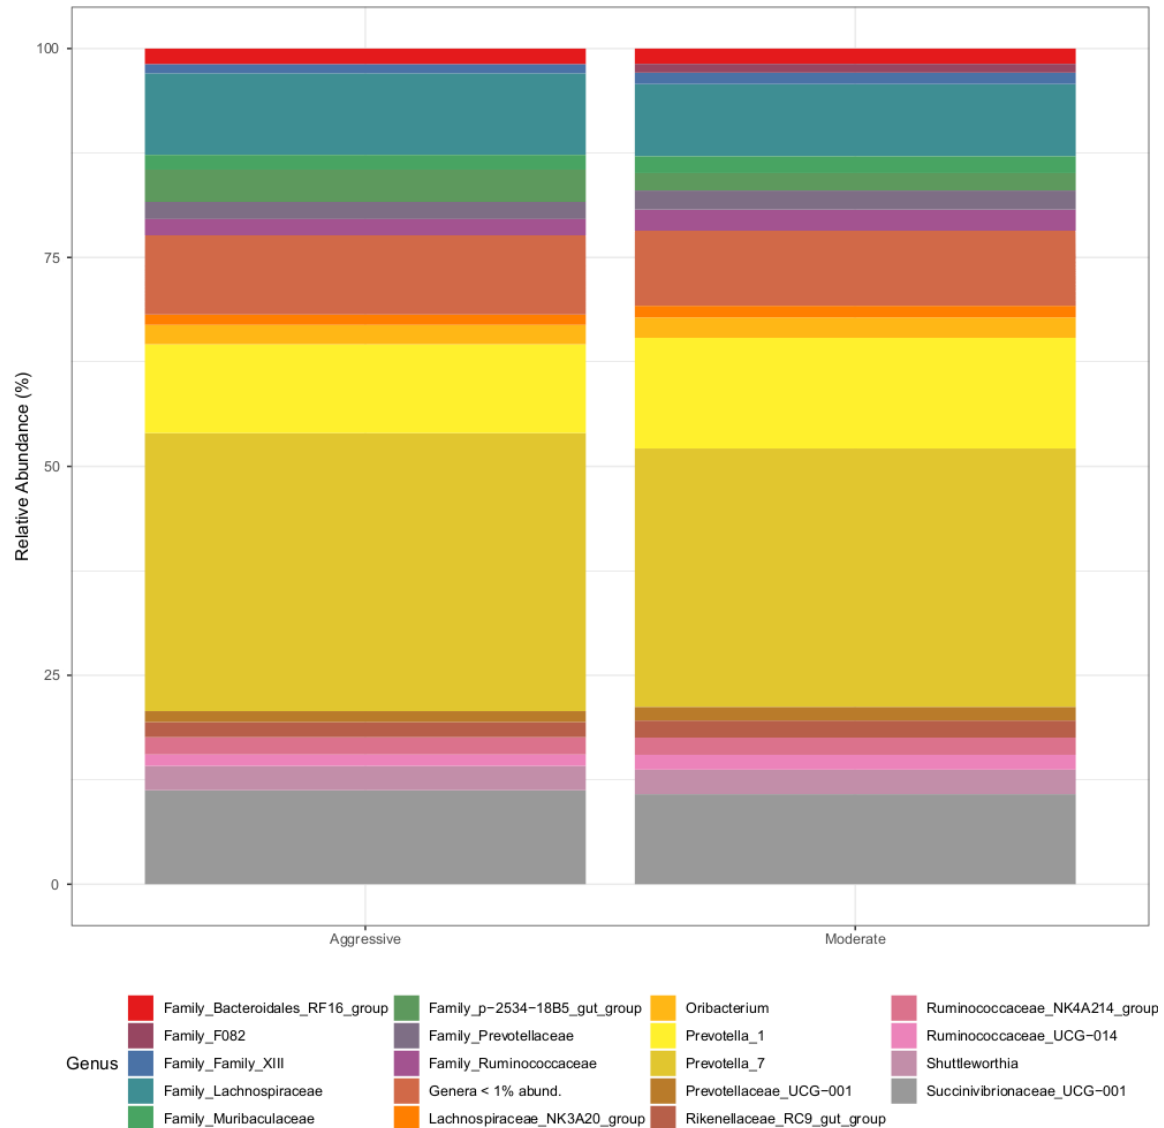 Relative Abundance (%)
100
75
50
25
0
Aggressive
Moderate
Genus
Family_Bacteroidales_RF16_group
Family_F082
Family_Family_XIII
Family_Lachnospiraceae
Family_Muribaculaceae
Family_p−2534−18B5_gut_group
Family_Prevotellaceae
Family_Ruminococcaceae
Genera < 1% abund.
Lachnospiraceae_NK3A20_group
Oribacterium
Prevotella_1
Prevotella_7
Prevotellaceae_UCG−001
Rikenellaceae_RC9_gut_group
Ruminococcaceae_NK4A214_group
Ruminococcaceae_UCG−014
Shuttleworthia
Succinivibrionaceae_UCG−001